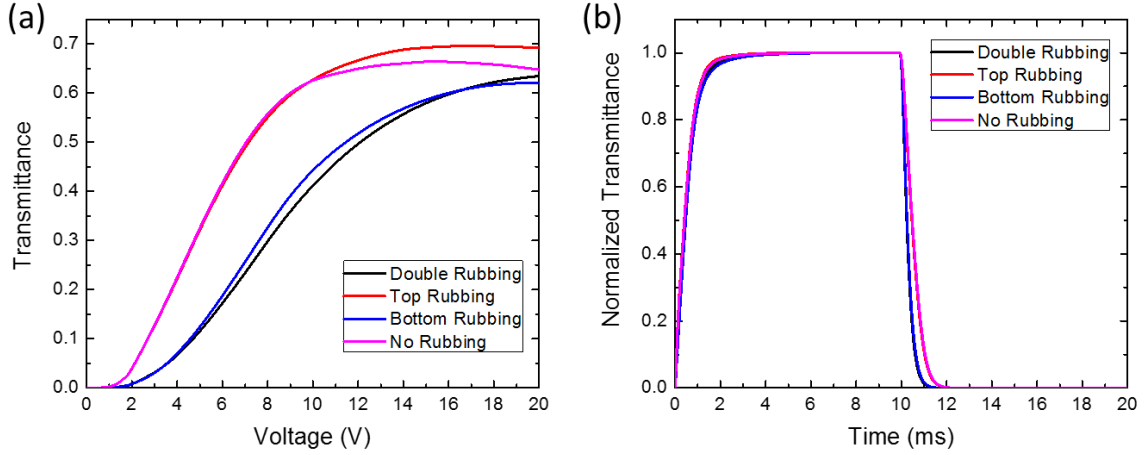 (a)
Transmittance
0.7
0.6
0.5
0.4
0.3
0.2
0.1
0.0
Double Rubbing
Top Rubbing
Bottom Rubbing
No Rubbing
0 2 4 6 8 10 12 14 16 18 20
Voltage (V)
(b)
Normalized Transmittance
1.0
0.8
0.6
0.4
0.2
0.0
Double Rubbing
Top Rubbing
Bottom Rubbing
No Rubbing
0 2 4 6 8 10 12 14 16 18 20
Time (ms)